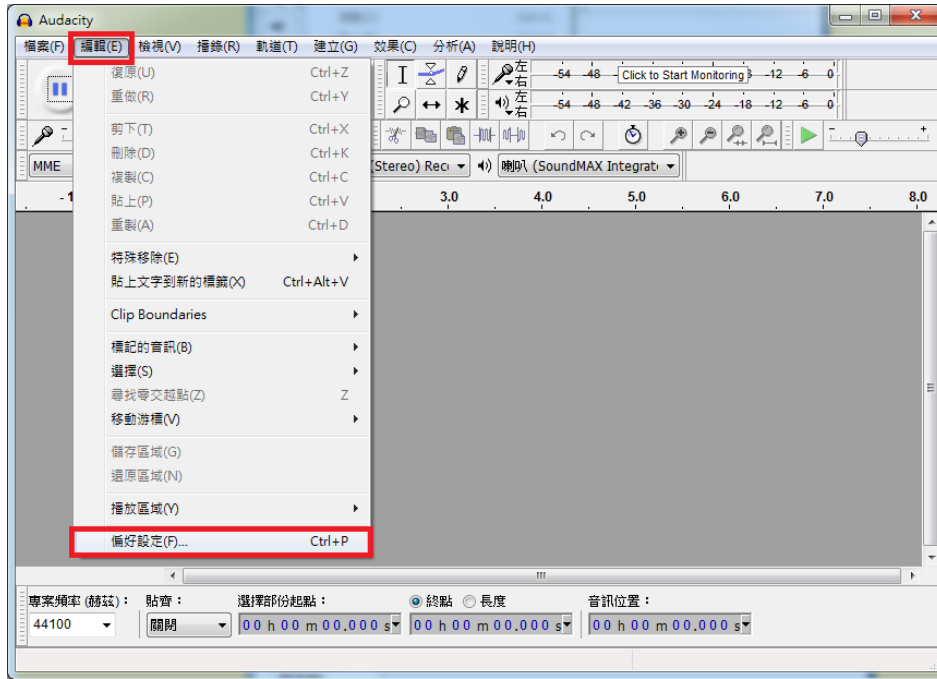 Audacity
檔案(F) 編輯(E) 檢視(V) 播錄(R) 軌道(T) 建立(G) 效果(C) 分析(A) 說明(H)
復原(U) Ctrl+Z
重做(R) Ctrl+Y
剪下(T) Ctrl+X
刪除(D) Ctrl+K
複製(C) Ctrl+C
貼上(P) Ctrl+V
重製(A) Ctrl+D
特殊移除(E)
貼上文字到新的標籤(X) Ctrl+Alt+V
Clip Boundaries
標記的音訊(B)
選擇(S)
尋找零交越點(Z) Z
移動游標(V)
儲存區域(G)
還原區域(N)
播放區域(Y)
偏好設定(F)... Ctrl+P
左 -54 -48 Click to Start Monitoring -12 -6 0
右
左 -54 -48 -42 -36 -30 -24 -18 -12 -6 0
右
MME (Stereo) Reco 喇叭 (SoundMAX Integrate
3.0 4.0 5.0 6.0 7.0 8.0
專案頻率 (赫茲)： 貼齊： 選擇部份起點： 終點 長度 音訊位置：
44100 關閉 00 h 00 m 00.000 s 00 h 00 m 00.000 s 00 h 00 m 00.000 s